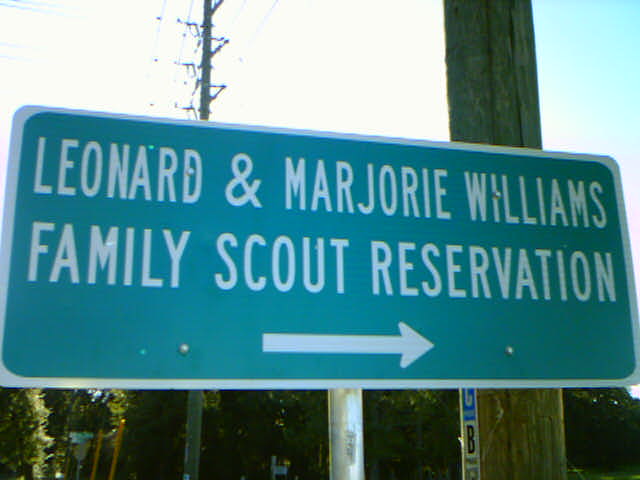 LEONARD & MARJORIE WILLIAMS
FAMILY SCOUT RESERVATION
G
B